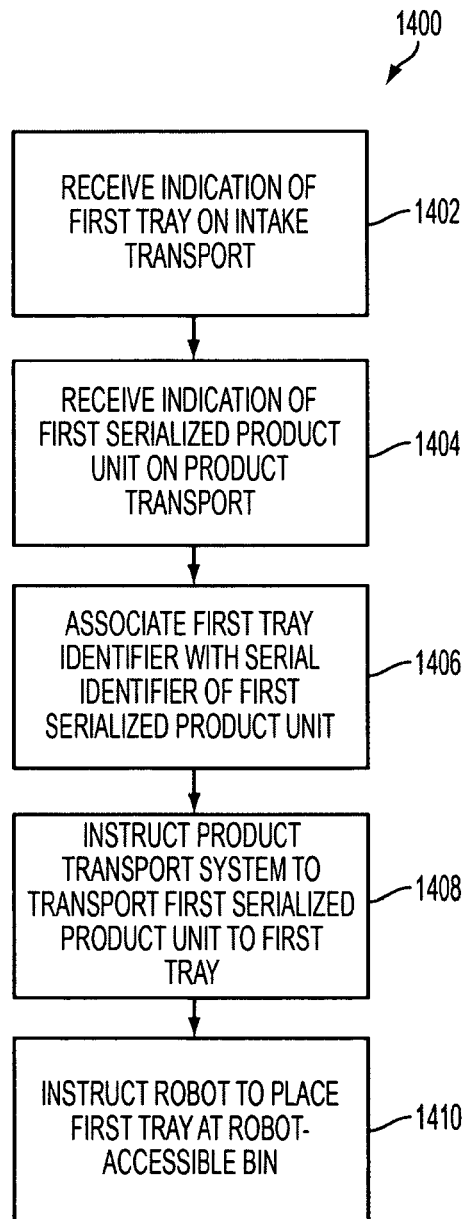 1400
RECEIVE INDICATION OF
FIRST TRAY ON INTAKE
TRANSPORT
1402
RECEIVE INDICATION OF
FIRST SERIALIZED PRODUCT
UNIT ON PRODUCT
TRANSPORT
1404
ASSOCIATE FIRST TRAY
IDENTIFIER WITH SERIAL
IDENTIFIER OF FIRST
SERIALIZED PRODUCT UNIT
1406
INSTRUCT PRODUCT
TRANSPORT SYSTEM TO
TRANSPORT FIRST SERIALIZED
PRODUCT UNIT TO FIRST
TRAY
1408
INSTRUCT ROBOT TO PLACE
FIRST TRAY AT ROBOT-
ACCESSIBLE BIN
1410